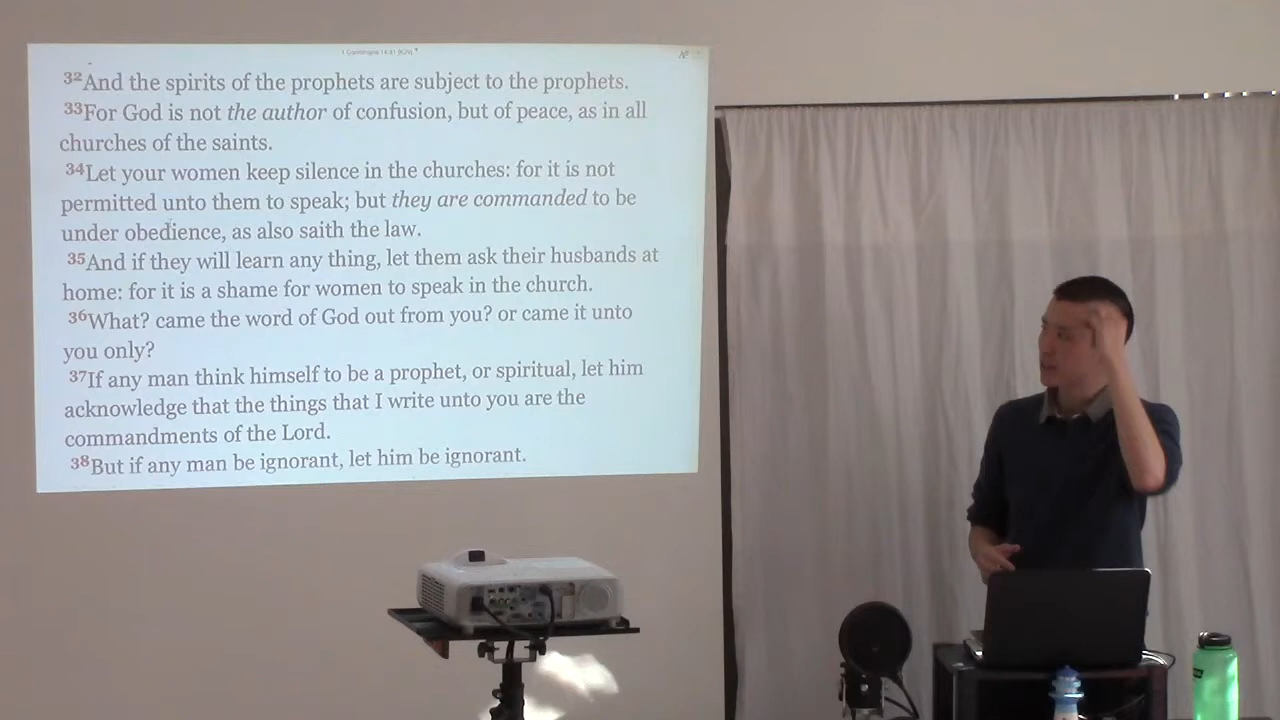 1 Corinthians 14:31 (KJV)
32And the spirits of the prophets are subject to the prophets.
33For God is not the author of confusion, but of peace, as in all
churches of the saints.
34Let your women keep silence in the churches: for it is not
permitted unto them to speak; but they are commanded to be
under obedience, as also saith the law.
35And if they will learn any thing, let them ask their husbands at
home: for it is a shame for women to speak in the church.
36What? came the word of God out from you? or came it unto
you only?
37If any man think himself to be a prophet, or spiritual, let him
acknowledge that the things that I write unto you are the
commandments of the Lord.
38But if any man be ignorant, let him be ignorant.